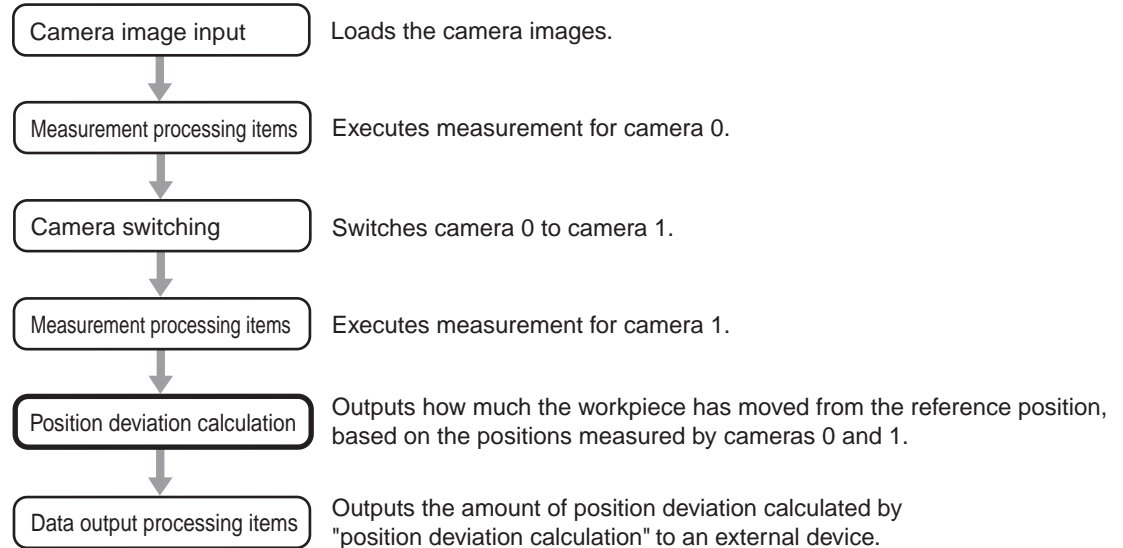 Camera image input
Loads the camera images.
Measurement processing items
Executes measurement for camera 0.
Camera switching
Switches camera 0 to camera 1.
Measurement processing items
Executes measurement for camera 1.
Position deviation calculation
Outputs how much the workpiece has moved from the reference position,
based on the positions measured by cameras 0 and 1.
Data output processing items
Outputs the amount of position deviation calculated by
"position deviation calculation" to an external device.